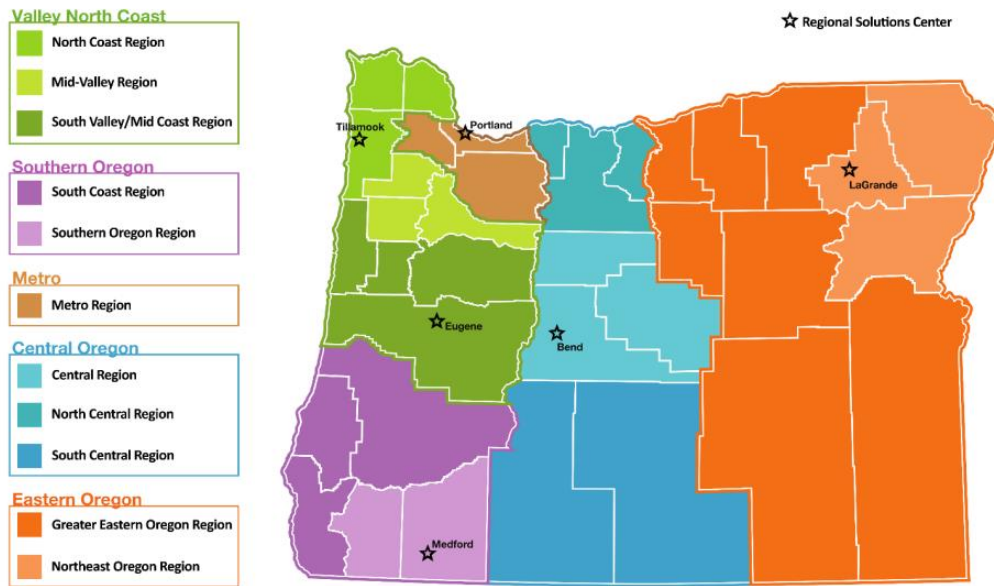 Valley North Coast
North Coast Region
Mid-Valley Region
South Valley/Mid Coast Region
Southern Oregon
South Coast Region
Southern Oregon Region
Metro
Metro Region
Central Oregon
Central Region
North Central Region
South Central Region
Eastern Oregon
Greater Eastern Oregon Region
Northeast Oregon Region
Regional Solutions Center
Tillamook
Portland
LaGrande
Eugene
Bend
Medford